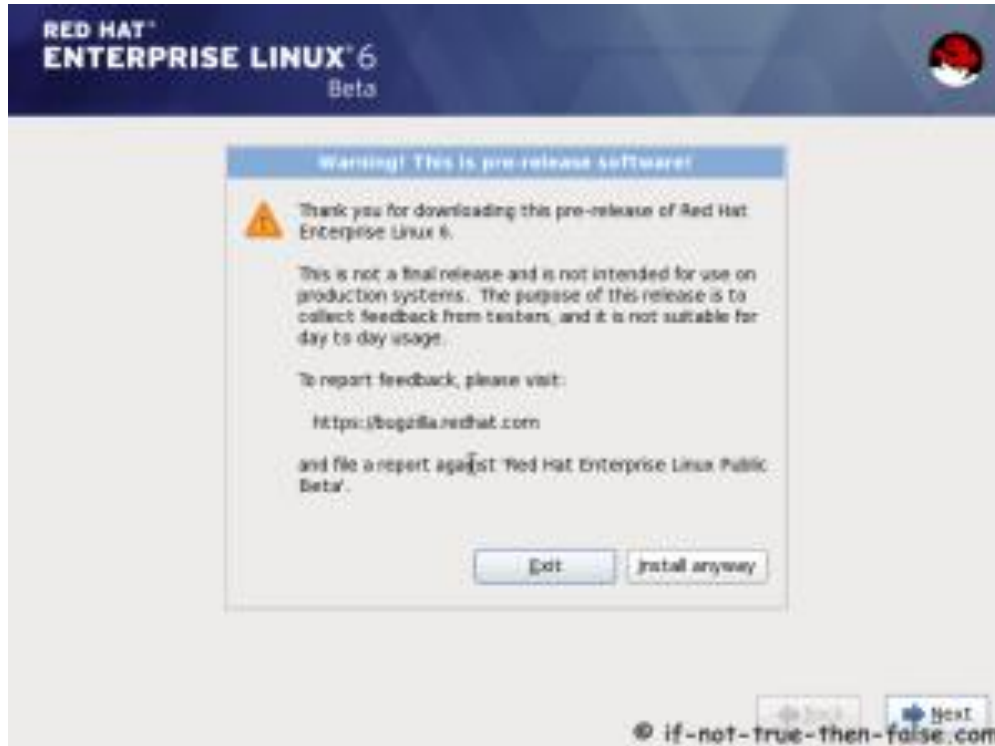 RED HAT
ENTERPRISE LINUX 6
Beta
Warning! This is pre-release software!
Thank you for downloading this pre-release of Red Hat
Enterprise Linux 6.
This is not a final release and is not intended for use on
production systems. The purpose of this release is to
collect feedback from testers, and it is not suitable for
day to day usage.
To report feedback, please visit:
https://bugzilla.redhat.com
and file a report against 'Red Hat Enterprise Linux Public
Beta'.
Exit
Install anyway
Back
Next
© if-not-true-then-false.com